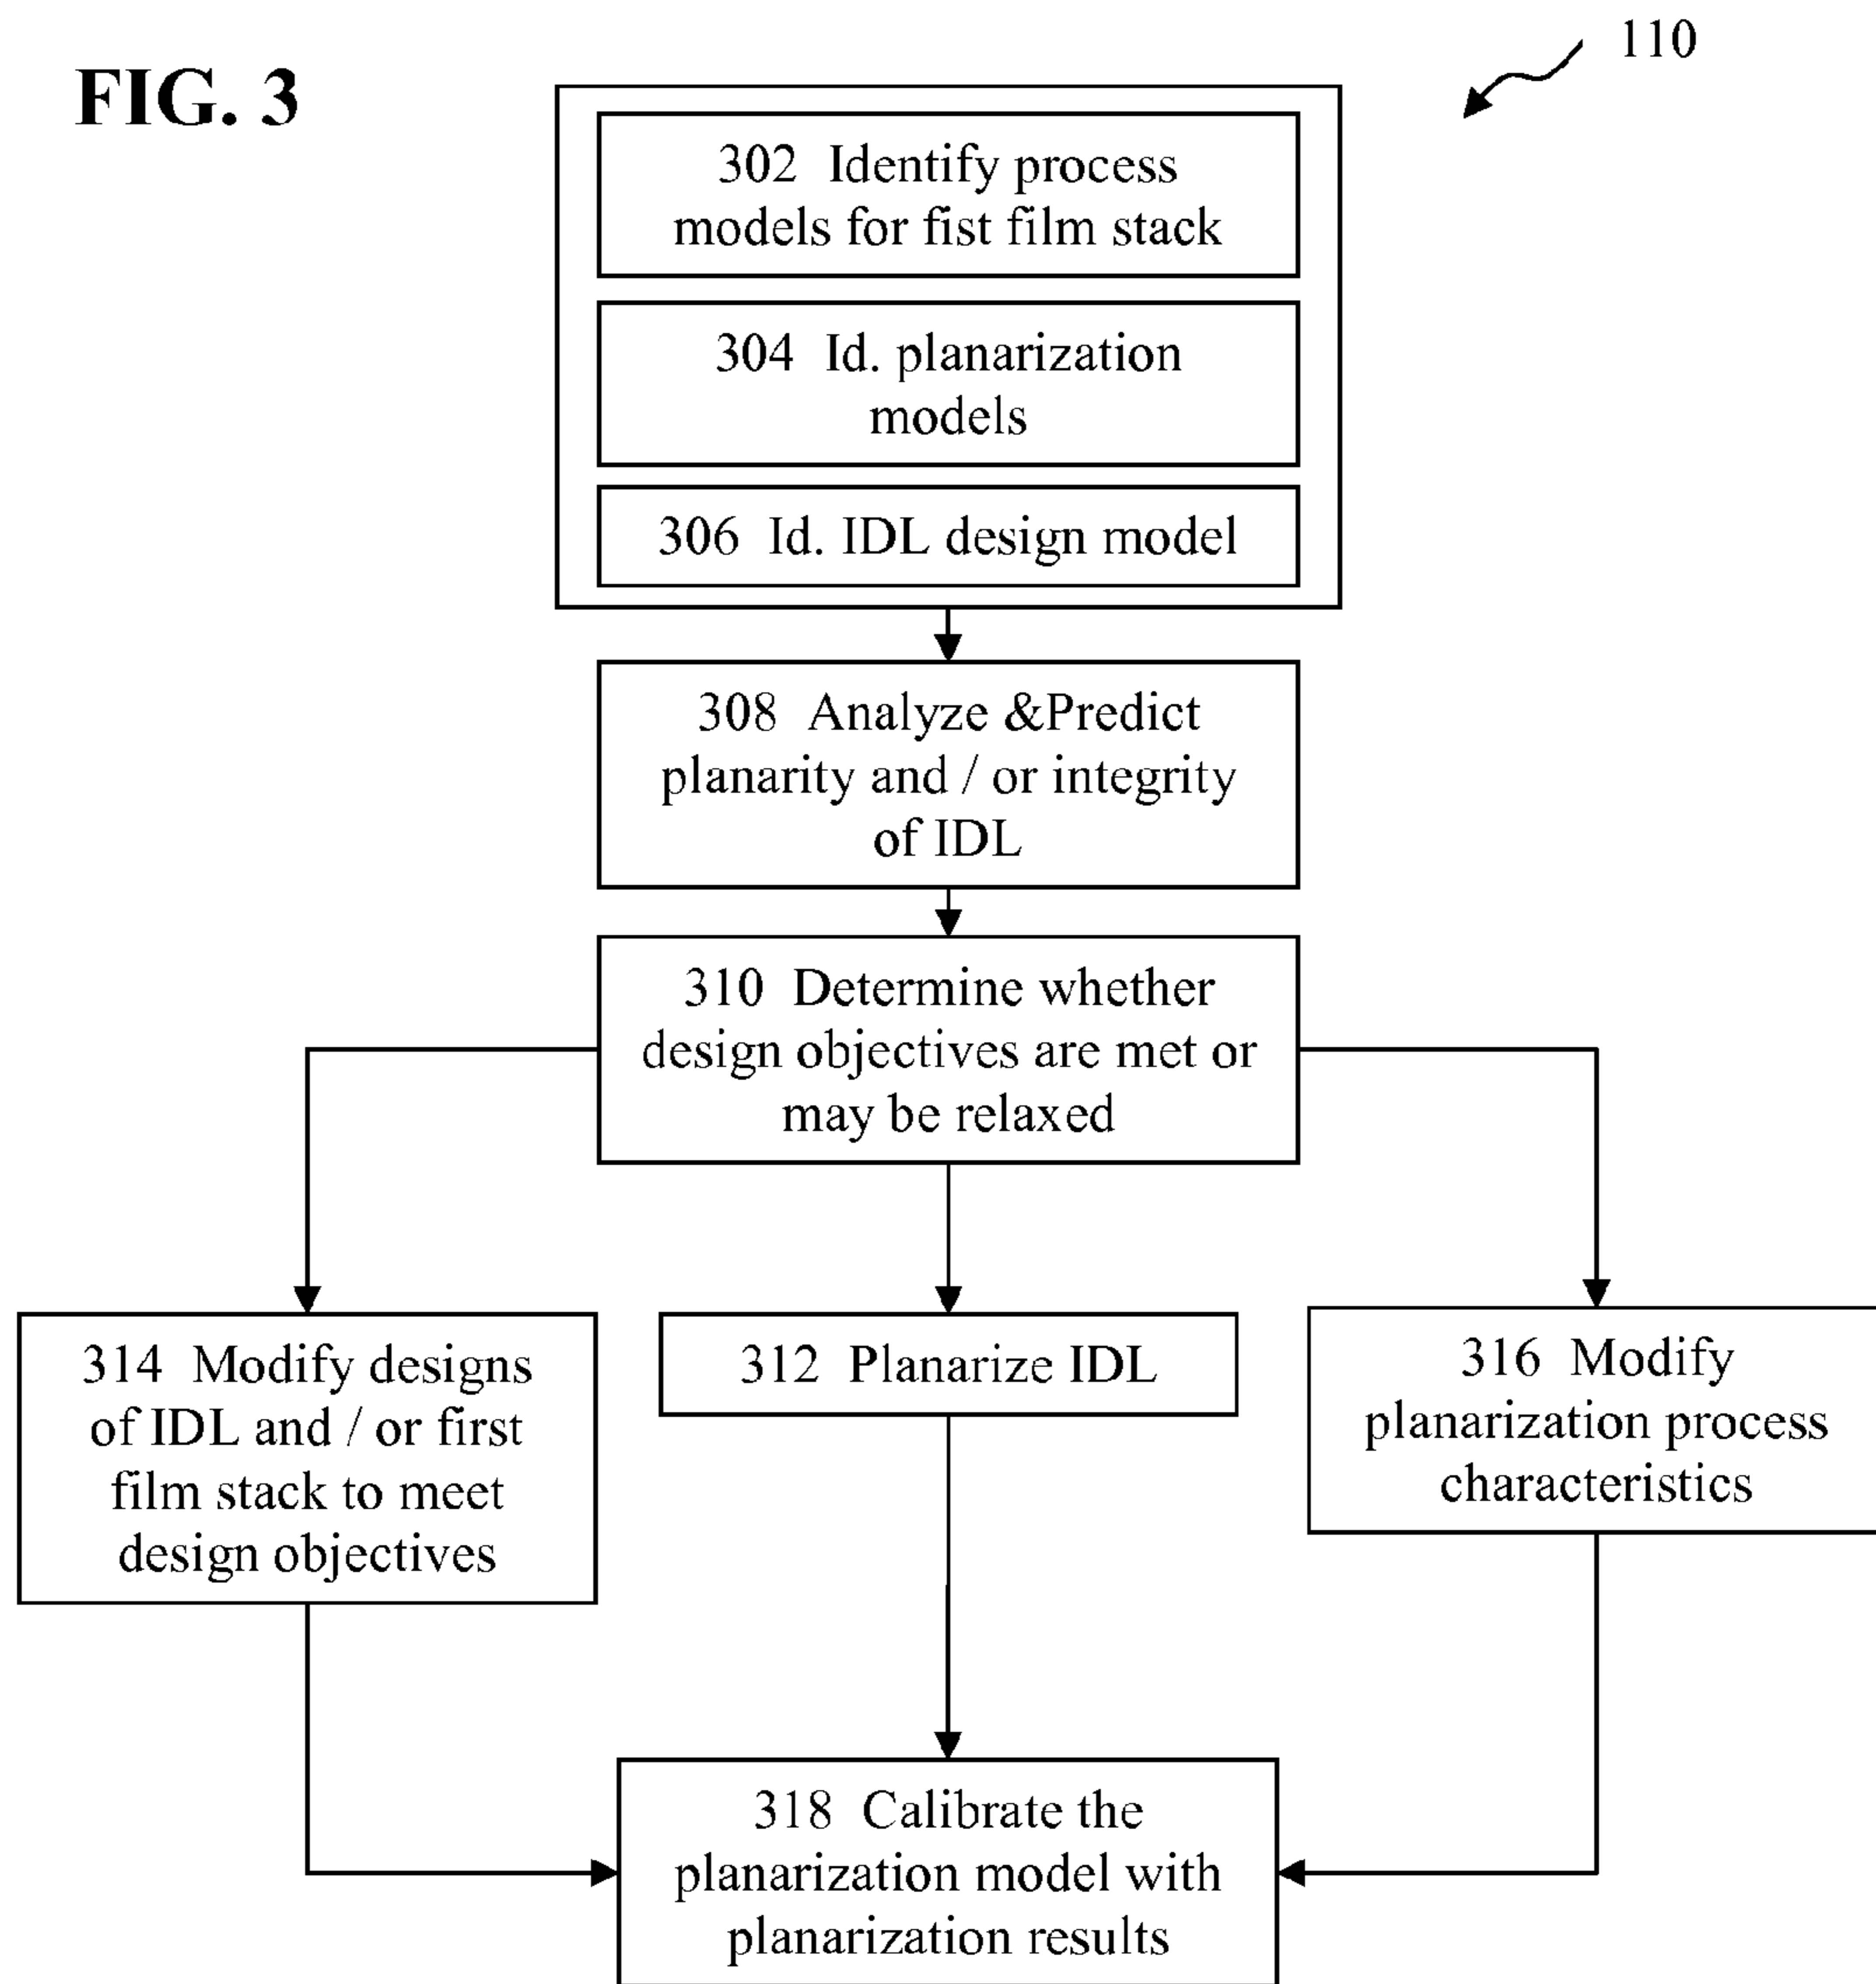 110
FIG. 3
302 Identify process
models for fist film stack
304 Id. planarization
models
306 Id. IDL design model
308 Analyze &Predict
planarity and / or integrity
of IDL
310 Determine whether
design objectives are met or
may be relaxed
314 Modify designs
of IDL and / or first
film stack to meet
design objectives
312 Planarize IDL
316 Modify
planarization process
characteristics
318 Calibrate the
planarization model with
planarization results